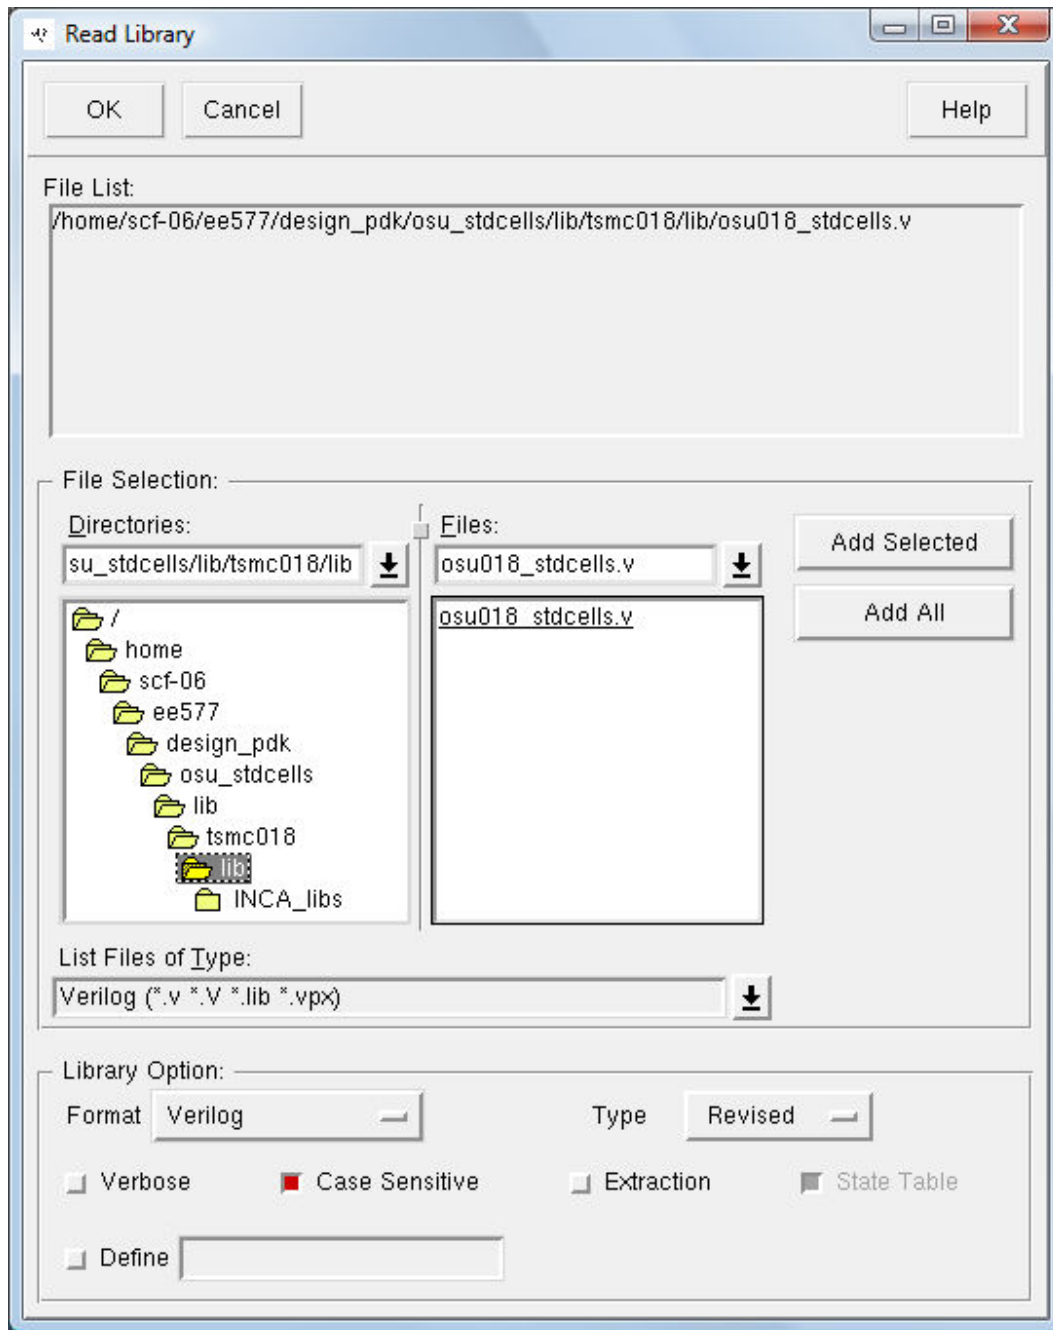 Read Library
OK Cancel Help
File List:
/home/scf-06/ee577/design_pdk/osu_stdcells/lib/tsmc018/lib/osu018_stdcells.v
File Selection:
Directories: Files:
su_stdcells/lib/tsmc018/lib osu018_stdcells.v Add Selected
/ osu018_stdcells.v Add All
home
scf-06
ee577
design_pdk
osu_stdcells
lib
tsmc018
lib
INCA_libs
List Files of Type:
Verilog (*.v *.V *.lib *.vpx)
Library Option:
Format Verilog Type Revised
Verbose Case Sensitive Extraction State Table
Define